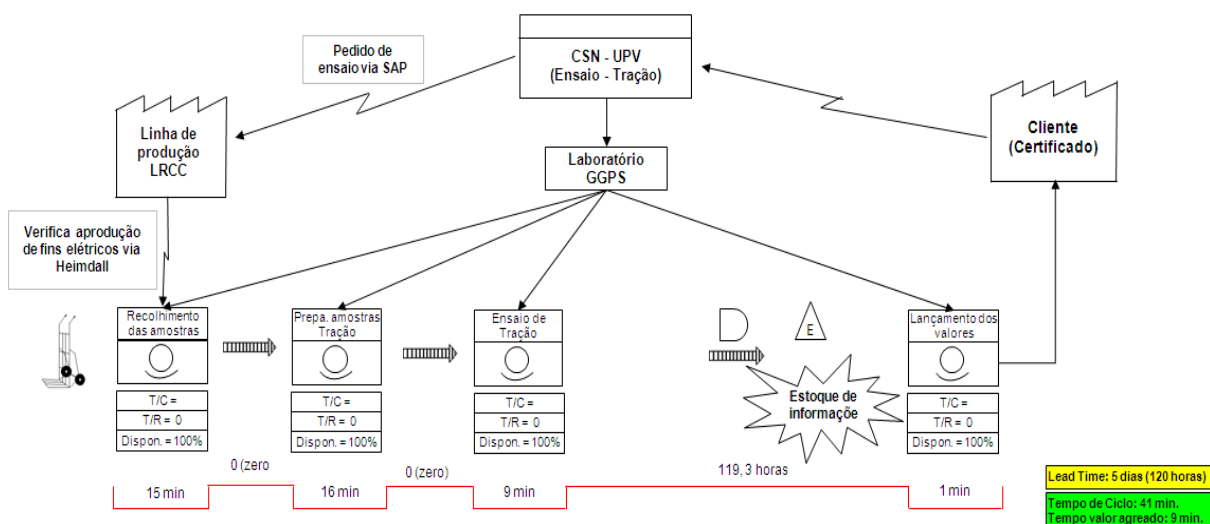 Pedido de
ensaio via SAP
CSN - UPV
(Ensaio - Tração)
Linha de
produção
LRCC
Laboratório
GGPS
Cliente
(Certificado)
Verifica aprodução
de fins elétricos via
Heimdall
Recolhimento
das amostras
Prepa. amostras
Tração
Ensaio de
Tração
E
Lançamento dos
valores
Estoque de
informaçõe
T/C =
T/R = 0
Dispon. = 100%
T/C =
T/R = 0
Dispon. = 100%
T/C =
T/R = 0
Dispon. = 100%
T/C =
T/R = 0
Dispon. = 100%
0 (zero
0 (zero)
119, 3 horas
15 min
16 min
9 min
1 min
Lead Time: 5 dias (120 horas)
Tempo de Ciclo: 41 min.
Tempo valor agreado: 9 min.